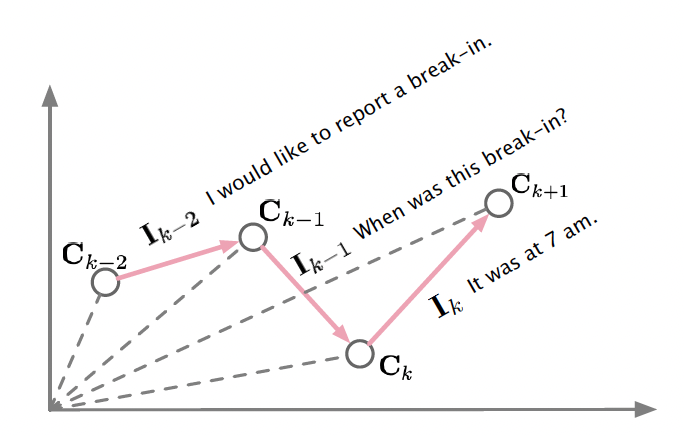 I would like to report a break-in.
I_{k-2}
C_{k-1}
When was this break-in?
I_{k-1}
C_{k+1}
C_{k-2}
It was at 7 am.
I_k
C_k